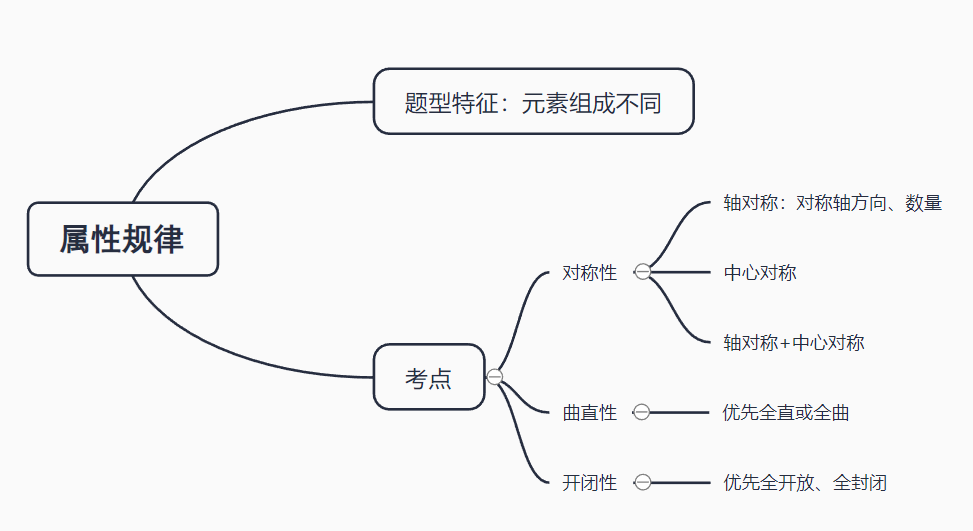 属性规律
题型特征：元素组成不同
考点
对称性
轴对称：对称轴方向、数量
中心对称
轴对称+中心对称
曲直性
优先全直或全曲
开闭性
优先全开放、全封闭